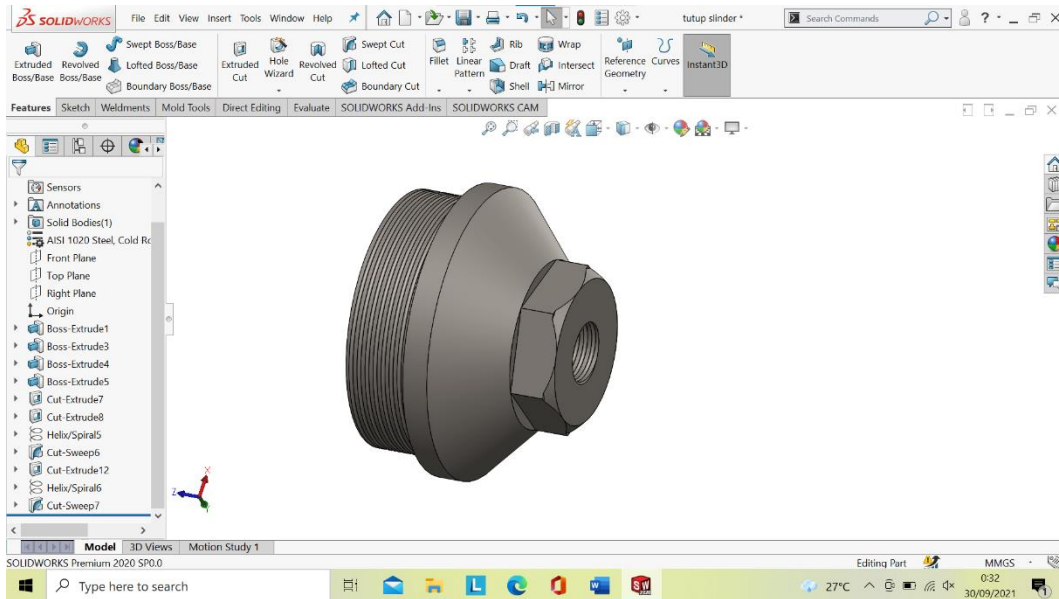 SOLIDWORKS File Edit View Insert Tools Window Help tutup slinder * Search Commands ?
Extruded Boss/Base
Revolved Boss/Base
Swept Boss/Base
Lofted Boss/Base
Boundary Boss/Base
Extruded Cut
Hole Wizard
Revolved Cut
Swept Cut
Lofted Cut
Boundary Cut
Fillet
Linear Pattern
Rib
Draft
Shell
Wrap
Intersect
Mirror
Reference Geometry
Curves
Instant3D
Features Sketch Weldments Mold Tools Direct Editing Evaluate SOLIDWORKS Add-Ins SOLIDWORKS CAM
Sensors
Annotations
Solid Bodies(1)
AISI 1020 Steel, Cold Ro
Front Plane
Top Plane
Right Plane
Origin
Boss-Extrude1
Boss-Extrude3
Boss-Extrude4
Boss-Extrude5
Cut-Extrude7
Cut-Extrude8
Helix/Spiral5
Cut-Sweep6
Cut-Extrude12
Helix/Spiral6
Cut-Sweep7
X
Z
Model 3D Views Motion Study 1
SOLIDWORKS Premium 2020 SP0.0 Editing Part MMGS
Type here to search
27°C
0:32
30/09/2021